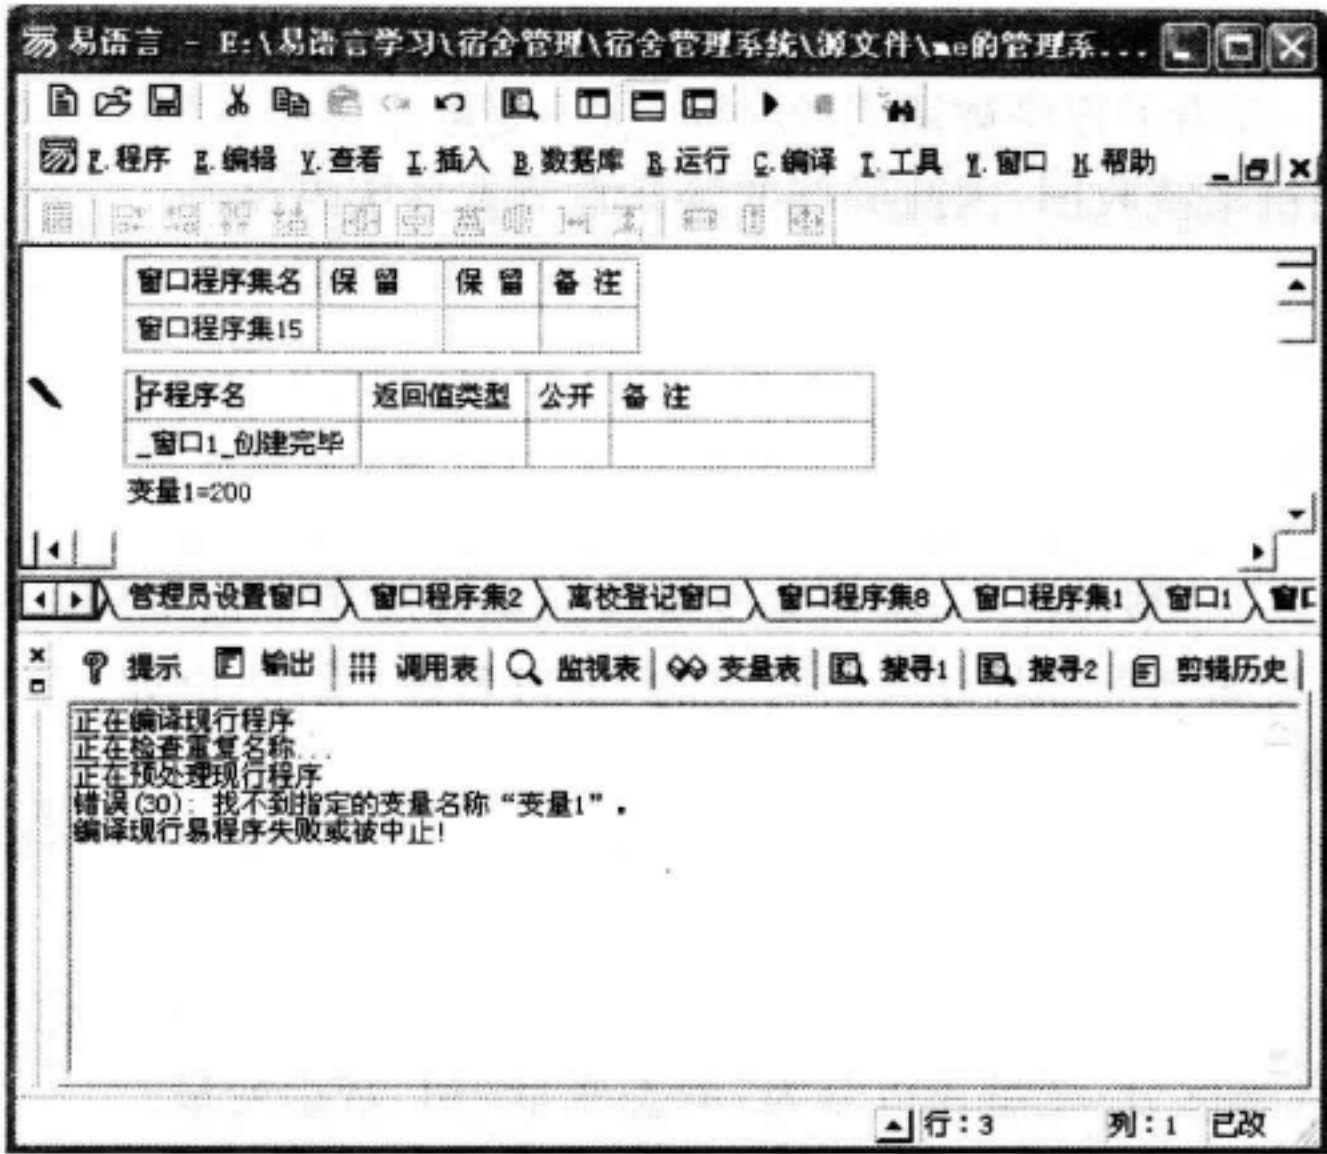 易语言 - E:\易语言学习\宿舍管理\宿舍管理系统\源文件\me的管理系...
F.程序 E.编辑 V.查看 I.插入 B.数据库 R.运行 C.编译 T.工具 W.窗口 H.帮助
窗口程序集名 保 留 保 留 备 注
窗口程序集15
子程序名 返回值类型 公开 备 注
_窗口1_创建完毕
变量1=200
管理员设置窗口 窗口程序集2 离校登记窗口 窗口程序集8 窗口程序集1 窗口1
提示 输出 调用表 监视表 变量表 搜寻1 搜寻2 剪辑历史
正在编译现行程序
正在检查重复名称...
正在预处理现行程序
错误(30): 找不到指定的变量名称“变量1”。
编译现行易程序失败或被中止!
行:3 列:1 已改